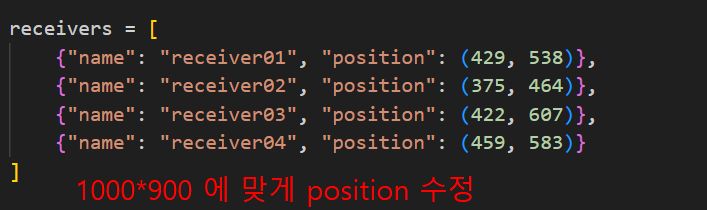 receivers = [
    {"name": "receiver01", "position": (429, 538)},
    {"name": "receiver02", "position": (375, 464)},
    {"name": "receiver03", "position": (422, 607)},
    {"name": "receiver04", "position": (459, 583)}
]
1000*900 에 맞게 position 수정